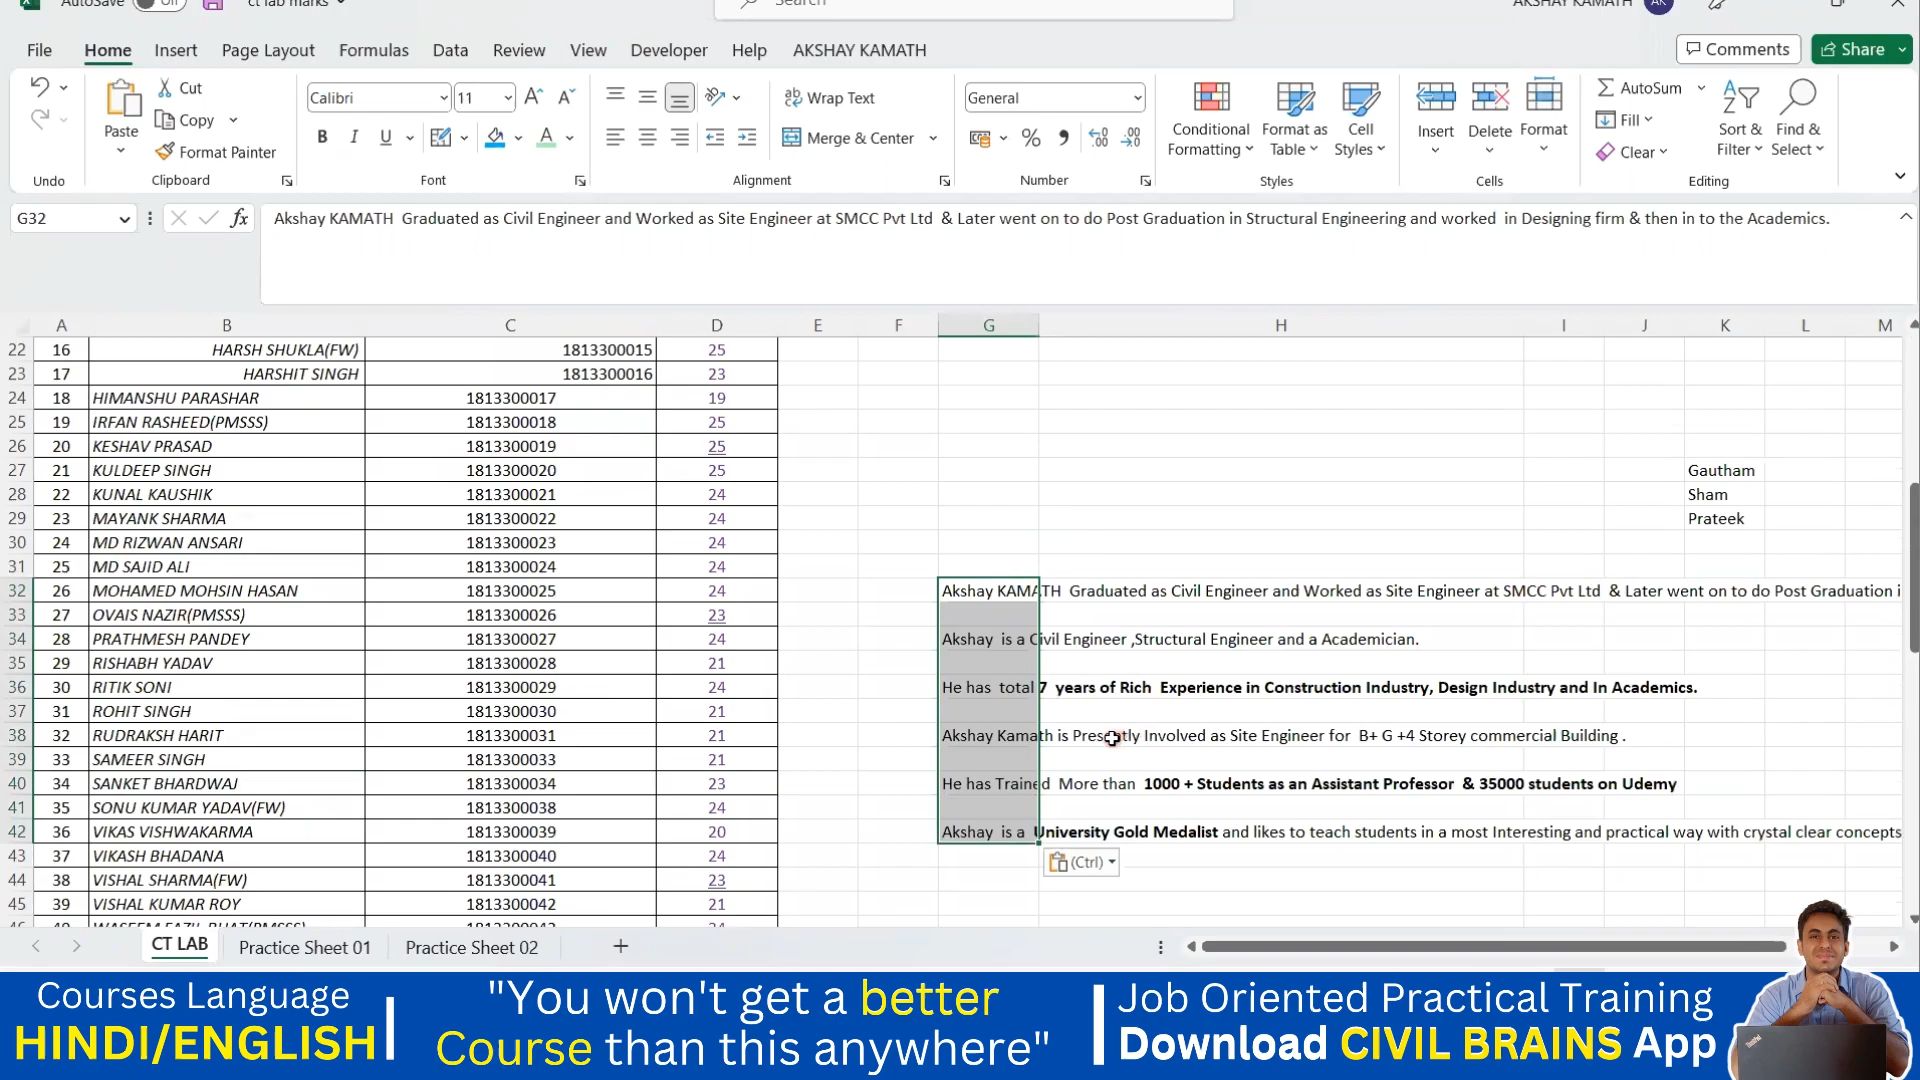 AutoSave Off ct lab marks Search AKSHAY KAMATH AK
File Home Insert Page Layout Formulas Data Review View Developer Help AKSHAY KAMATH Comments Share
Cut
Copy
Format Painter
Paste
Undo Clipboard
Calibri 11
B I U A
Font
Wrap Text
Merge & Center
Alignment
General
Number
Conditional Formatting
Format as Table
Cell Styles
Styles
Insert Delete Format
Cells
AutoSum
Fill
Clear
Sort & Filter
Find & Select
Editing
G32 fx Akshay KAMATH Graduated as Civil Engineer and Worked as Site Engineer at SMCC Pvt Ltd & Later went on to do Post Graduation in Structural Engineering and worked in Designing firm & then in to the Academics.
A B C D E F G H I J K L M
22 16 HARSH SHUKLA(FW) 1813300015 25
23 17 HARSHIT SINGH 1813300016 23
24 18 HIMANSHU PARASHAR 1813300017 19
25 19 IRFAN RASHEED(PMSSS) 1813300018 25
26 20 KESHAV PRASAD 1813300019 25
27 21 KULDEEP SINGH 1813300020 25 Gautham
28 22 KUNAL KAUSHIK 1813300021 24 Sham
29 23 MAYANK SHARMA 1813300022 24 Prateek
30 24 MD RIZWAN ANSARI 1813300023 24
31 25 MD SAJID ALI 1813300024 24
32 26 MOHAMED MOHSIN HASAN 1813300025 24 Akshay KAMATH Graduated as Civil Engineer and Worked as Site Engineer at SMCC Pvt Ltd & Later went on to do Post Graduation i
33 27 OVAIS NAZIR(PMSSS) 1813300026 23
34 28 PRATHMESH PANDEY 1813300027 24 Akshay is a Civil Engineer ,Structural Engineer and a Academician.
35 29 RISHABH YADAV 1813300028 21
36 30 RITIK SONI 1813300029 24 He has total 7 years of Rich Experience in Construction Industry, Design Industry and In Academics.
37 31 ROHIT SINGH 1813300030 21
38 32 RUDRAKSH HARIT 1813300031 21 Akshay Kamath is Presently Involved as Site Engineer for B+ G +4 Storey commercial Building .
39 33 SAMEER SINGH 1813300033 21
40 34 SANKET BHARDWAJ 1813300034 23 He has Trained More than 1000 + Students as an Assistant Professor & 35000 students on Udemy
41 35 SONU KUMAR YADAV(FW) 1813300038 24
42 36 VIKAS VISHWAKARMA 1813300039 20 Akshay is a University Gold Medalist and likes to teach students in a most Interesting and practical way with crystal clear concepts
43 37 VIKASH BHADANA 1813300040 24 (Ctrl)
44 38 VISHAL SHARMA(FW) 1813300041 23
45 39 VISHAL KUMAR ROY 1813300042 21
CT LAB Practice Sheet 01 Practice Sheet 02
Courses Language
HINDI/ENGLISH
"You won't get a better
Course than this anywhere"
Job Oriented Practical Training
Download CIVIL BRAINS App